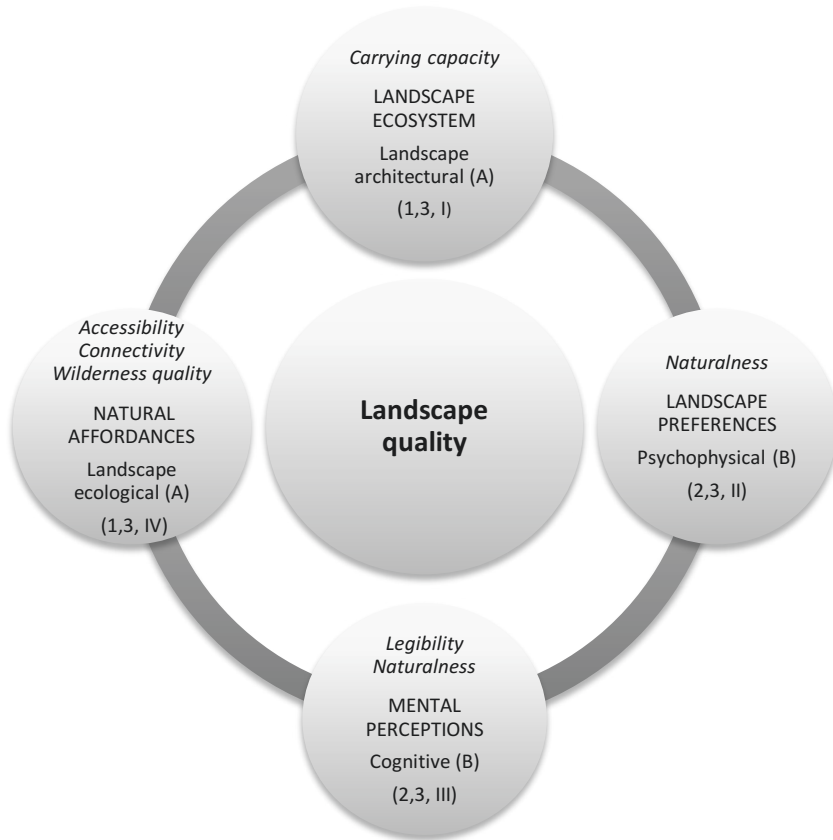 Carrying capacity
LANDSCAPE
ECOSYSTEM
Landscape
architectural (A)
(1,3, I)
Accessibility
Connectivity
Wilderness quality
NATURAL
AFFORDANCES
Landscape
ecological (A)
(1,3, IV)
Landscape
quality
Naturalness
LANDSCAPE
PREFERENCES
Psychophysical (B)
(2,3, II)
Legibility
Naturalness
MENTAL
PERCEPTIONS
Cognitive (B)
(2,3, III)